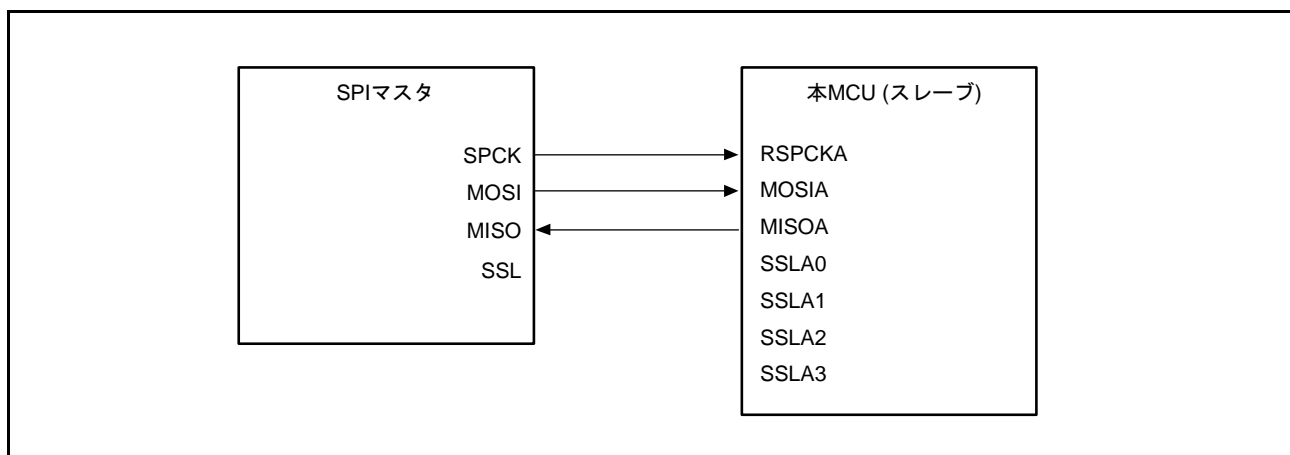 SPIマスタ
SPCK
MOSI
MISO
SSL
本MCU (スレーブ)
RSPCKA
MOSIA
MISOA
SSLA0
SSLA1
SSLA2
SSLA3